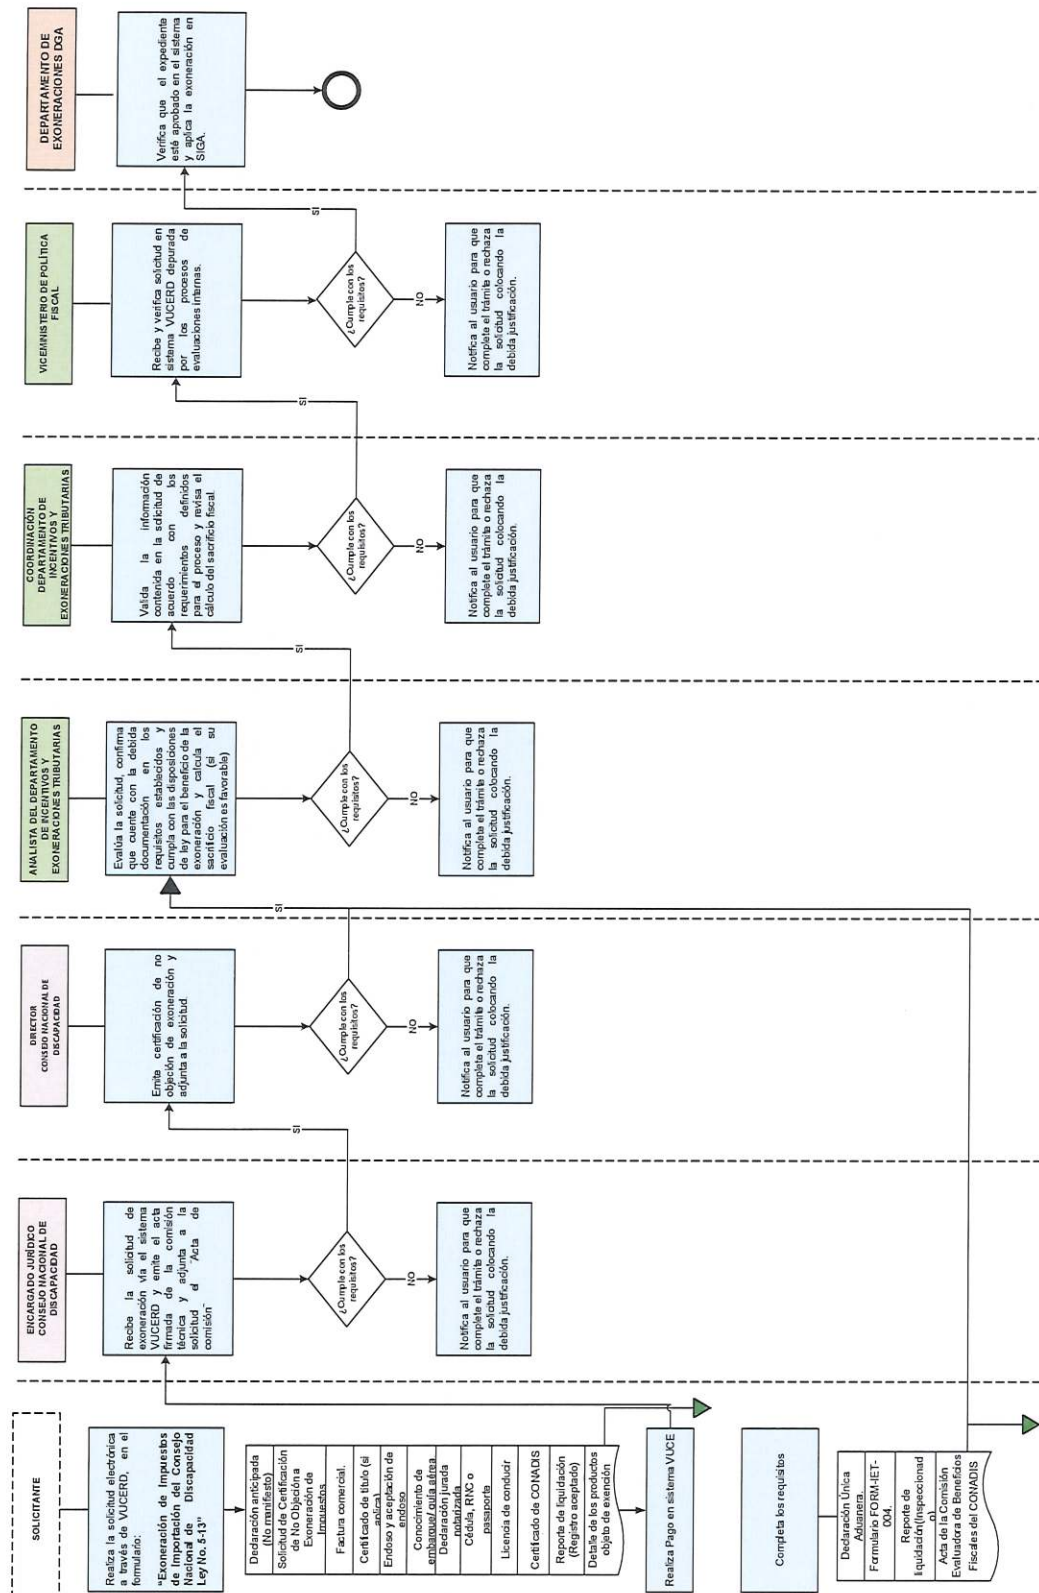 SOLICITANTE
Realiza la solicitud electrónica
a través de VUCERD, en el
formulario:
"Exoneración de Impuestos
de Importación del Consejo
Nacional de Discapacidad
Ley No. 5-13"
Declaración anticipada
(No manifiesto)
Solicitud de Certificación
de No Objeción a
Exoneración de
Impuestos
Factura comercial.
Certificado de título (si
aplica)
Endoso y aceptación de
endoso
Conocimiento de
embarque/ guía aérea
Declaración jurada
notarizada
Cédula, RNC o
pasaporte
Licencia de conducir
Certificado de CONADIS
Reporte de liquidación
(Registro aceptado)
Detalle de los productos
objeto de exención
Realiza Pago en sistema VUCE
Completa los requisitos
Declaración Única
Aduanera.
Formulario FORM-IET-
004.
Reporte de
liquidación(Inspeccionad
o)
Acta de la Comisión
Evaluadora de Beneficios
Fiscales del CONADIS
ENCARGADO JURÍDICO
CONSEJO NACIONAL DE
DISCAPACIDAD
Recibe la solicitud de
exoneración vía el sistema
VUCERD y emite el acta
firmada de la comisión
técnica y adjunta a la
solicitud el "Acta de
comisión"
¿Cumple con los
requisitos?
SI
NO
Notifica al usuario para que
complete el trámite o rechaza
la solicitud colocando la
debida justificación.
DIRECTOR
CONSEJO NACIONAL DE
DISCAPACIDAD
Emite certificación de no
objeción de exoneración y
adjunta a la solicitud.
¿Cumple con los
requisitos?
SI
NO
Notifica al usuario para que
complete el trámite o rechaza
la solicitud colocando la
debida justificación.
ANALISTA DEL DEPARTAMENTO
DE INCENTIVOS Y
EXONERACIONES TRIBUTARIAS
Evalúa la solicitud, confirma
que cuente con la debida
documentación en los
requisitos establecidos y
cumpla con las disposiciones
de ley para el beneficio de la
exoneración y calcula el
sacrificio fiscal (si su
evaluación es favorable)
¿Cumple con los
requisitos?
SI
NO
Notifica al usuario para que
complete el trámite o rechaza
la solicitud colocando la
debida justificación.
COORDINACIÓN
DEPARTAMENTO DE
INCENTIVOS Y
EXONERACIONES TRIBUTARIAS
Valida la información
contenida en la solicitud de
acuerdo con los
requerimientos definidos
para el proceso y revisa el
cálculo del sacrificio fiscal.
¿Cumple con los
requisitos?
SI
NO
Notifica al usuario para que
complete el trámite o rechaza
la solicitud colocando la
debida justificación.
VICEMINISTERIO DE POLÍTICA
FISCAL
Recibe y verifica solicitud en
sistema VUCERD depurada
por los procesos de
evaluaciones internas.
¿Cumple con los
requisitos?
SI
NO
Notifica al usuario para que
complete el trámite o rechaza
la solicitud colocando la
debida justificación.
DEPARTAMENTO DE
EXONERACIONES DGA
Verifica que el expediente
esté aprobado en el sistema
y aplica la exoneración en
SIGA.